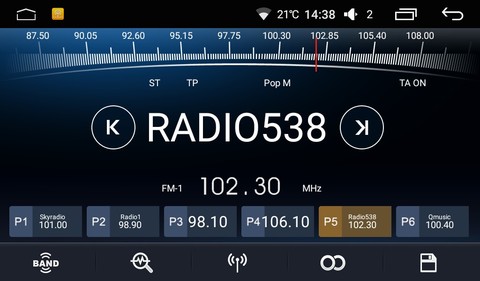 21°C 14:38 2
87.50 90.05 92.60 95.15 97.75 100.30 102.85 105.40 108.00
ST TP Pop M TA ON
K RADIO538 K
FM-1 102.30 MHz
P1 Skyradio 101.00
P2 Radio1 98.90
P3 98.10
P4 106.10
P5 Radio538 102.30
P6 Qmusic 100.40
BAND